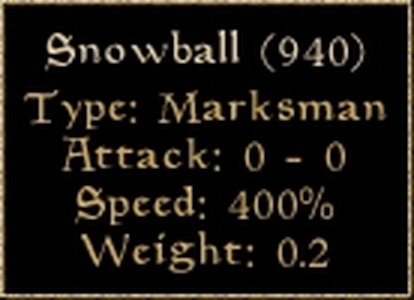 Snowball (940)
Type: Marksman
Attack: 0 - 0
Speed: 400%
Weight: 0.2